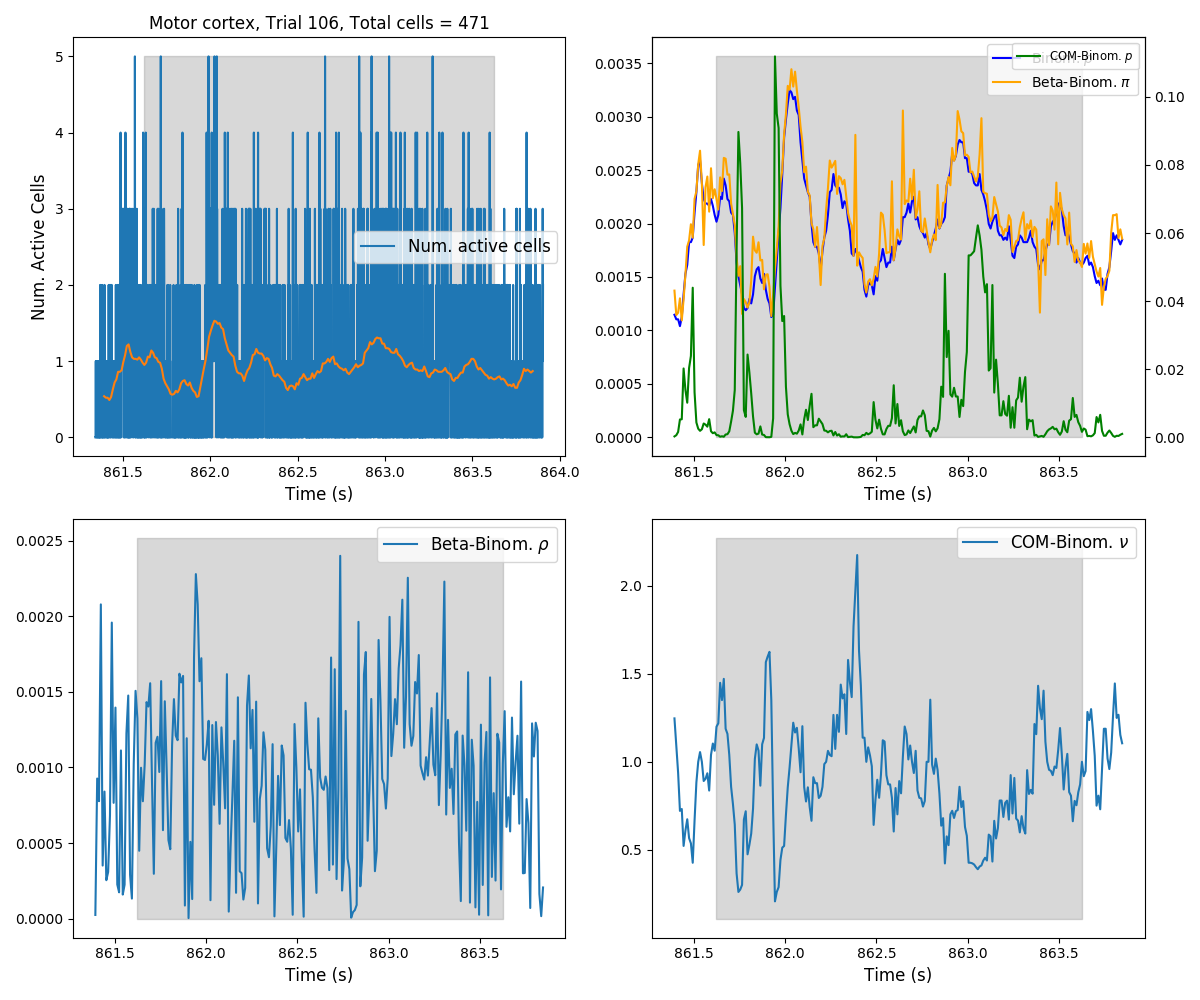 Motor cortex, Trial 106, Total cells = 471
5
4
3
2
1
0
Num. Active Cells
Num. active cells
861.5 862.0 862.5 863.0 863.5 864.0
Time (s)
0.0035
0.0030
0.0025
0.0020
0.0015
0.0010
0.0005
0.0000
COM-Binom. p
Beta-Binom. π
0.10
0.08
0.06
0.04
0.02
0.00
861.5 862.0 862.5 863.0 863.5
Time (s)
0.0025
0.0020
0.0015
0.0010
0.0005
0.0000
Beta-Binom. ρ
861.5 862.0 862.5 863.0 863.5
Time (s)
2.0
1.5
1.0
0.5
COM-Binom. ν
861.5 862.0 862.5 863.0 863.5
Time (s)